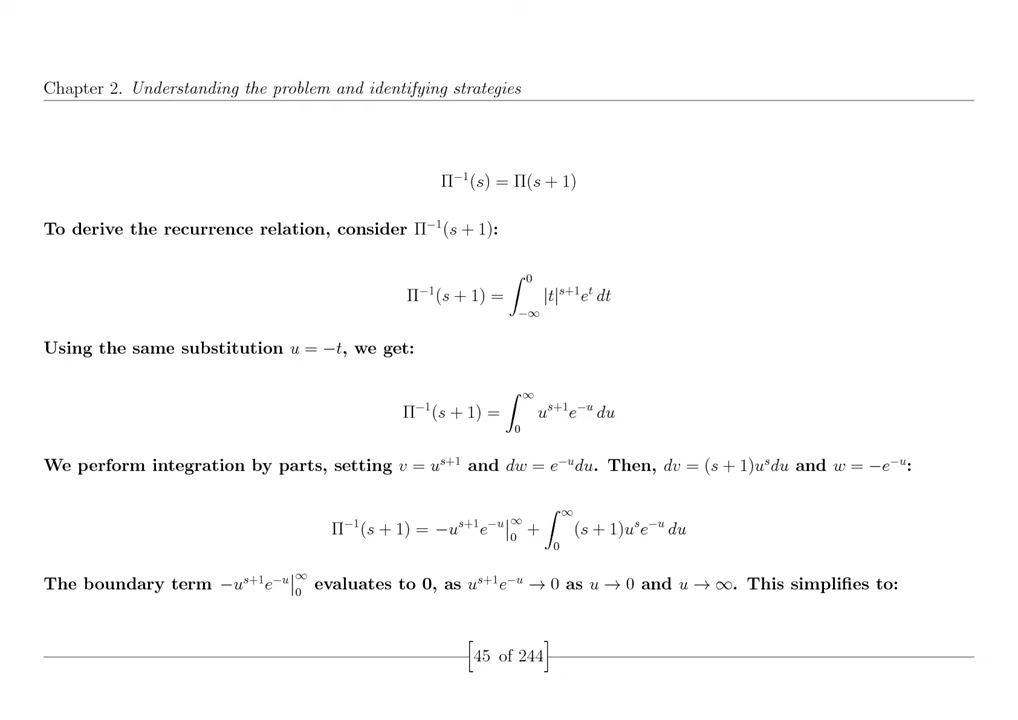 Chapter 2. Understanding the problem and identifying strategies
Π⁻¹(s) = Π(s + 1)
To derive the recurrence relation, consider Π⁻¹(s + 1):
Π⁻¹(s + 1) = ∫_{−∞}^{0} |t|^{s+1} e^{t} dt
Using the same substitution u = −t, we get:
Π⁻¹(s + 1) = ∫_{0}^{∞} u^{s+1} e^{−u} du
We perform integration by parts, setting v = u^{s+1} and dw = e^{−u}du. Then, dv = (s + 1)u^{s}du and w = −e^{−u}:
Π⁻¹(s + 1) = −u^{s+1} e^{−u}|_{0}^{∞} + ∫_{0}^{∞} (s + 1)u^{s} e^{−u} du
The boundary term −u^{s+1} e^{−u}|_{0}^{∞} evaluates to 0, as u^{s+1} e^{−u} → 0 as u → 0 and u → ∞. This simplifies to:
[45 of 244]